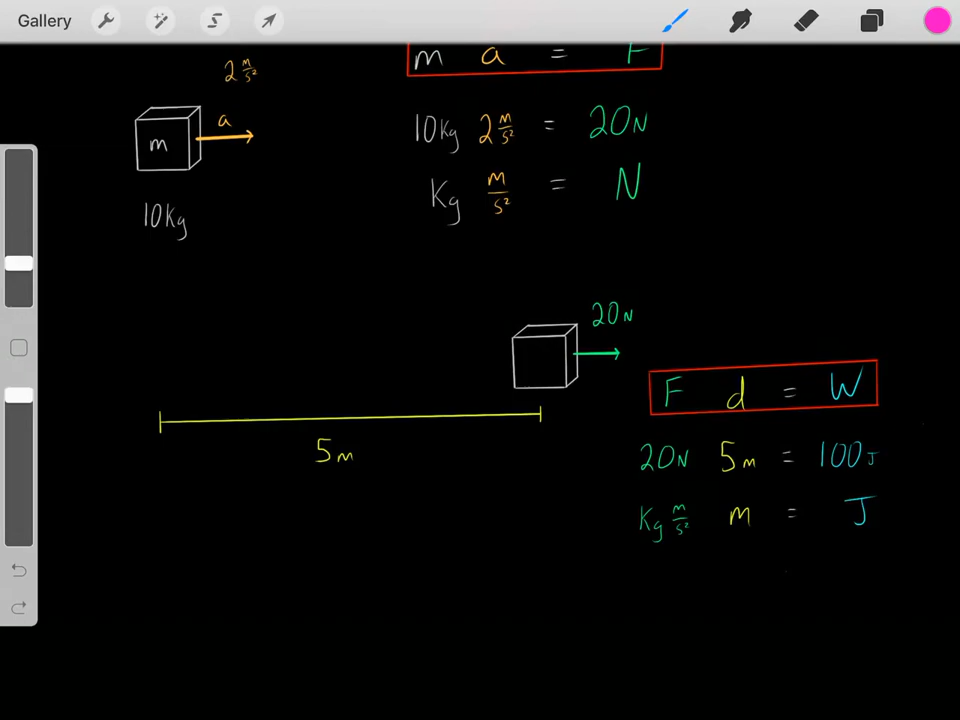 Gallery
m a = F
2 m/s²
a
m
10Kg 2 m/s² = 20N
Kg m/s² = N
10Kg
20N
F d = W
20N 5m = 100J
5m
Kg m/s² m = J